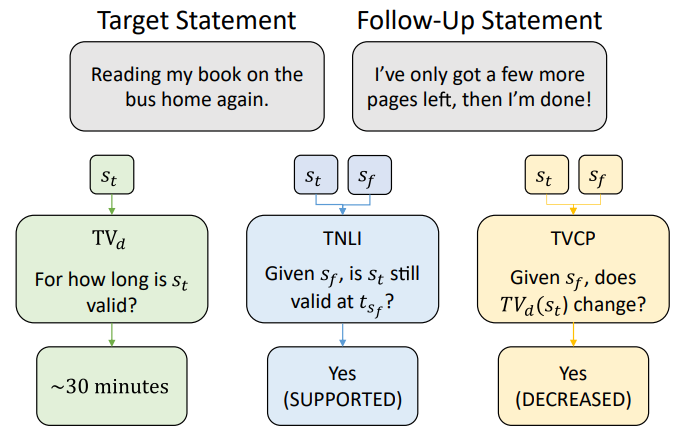 Target Statement
Follow-Up Statement
Reading my book on the
bus home again.
I've only got a few more
pages left, then I'm done!
s_t
s_t s_f
s_t s_f
TV_d
For how long is s_t
valid?
TNLI
Given s_f, is s_t still
valid at t_{s_f}?
TVCP
Given s_f, does
TV_d(s_t) change?
~30 minutes
Yes
(SUPPORTED)
Yes
(DECREASED)